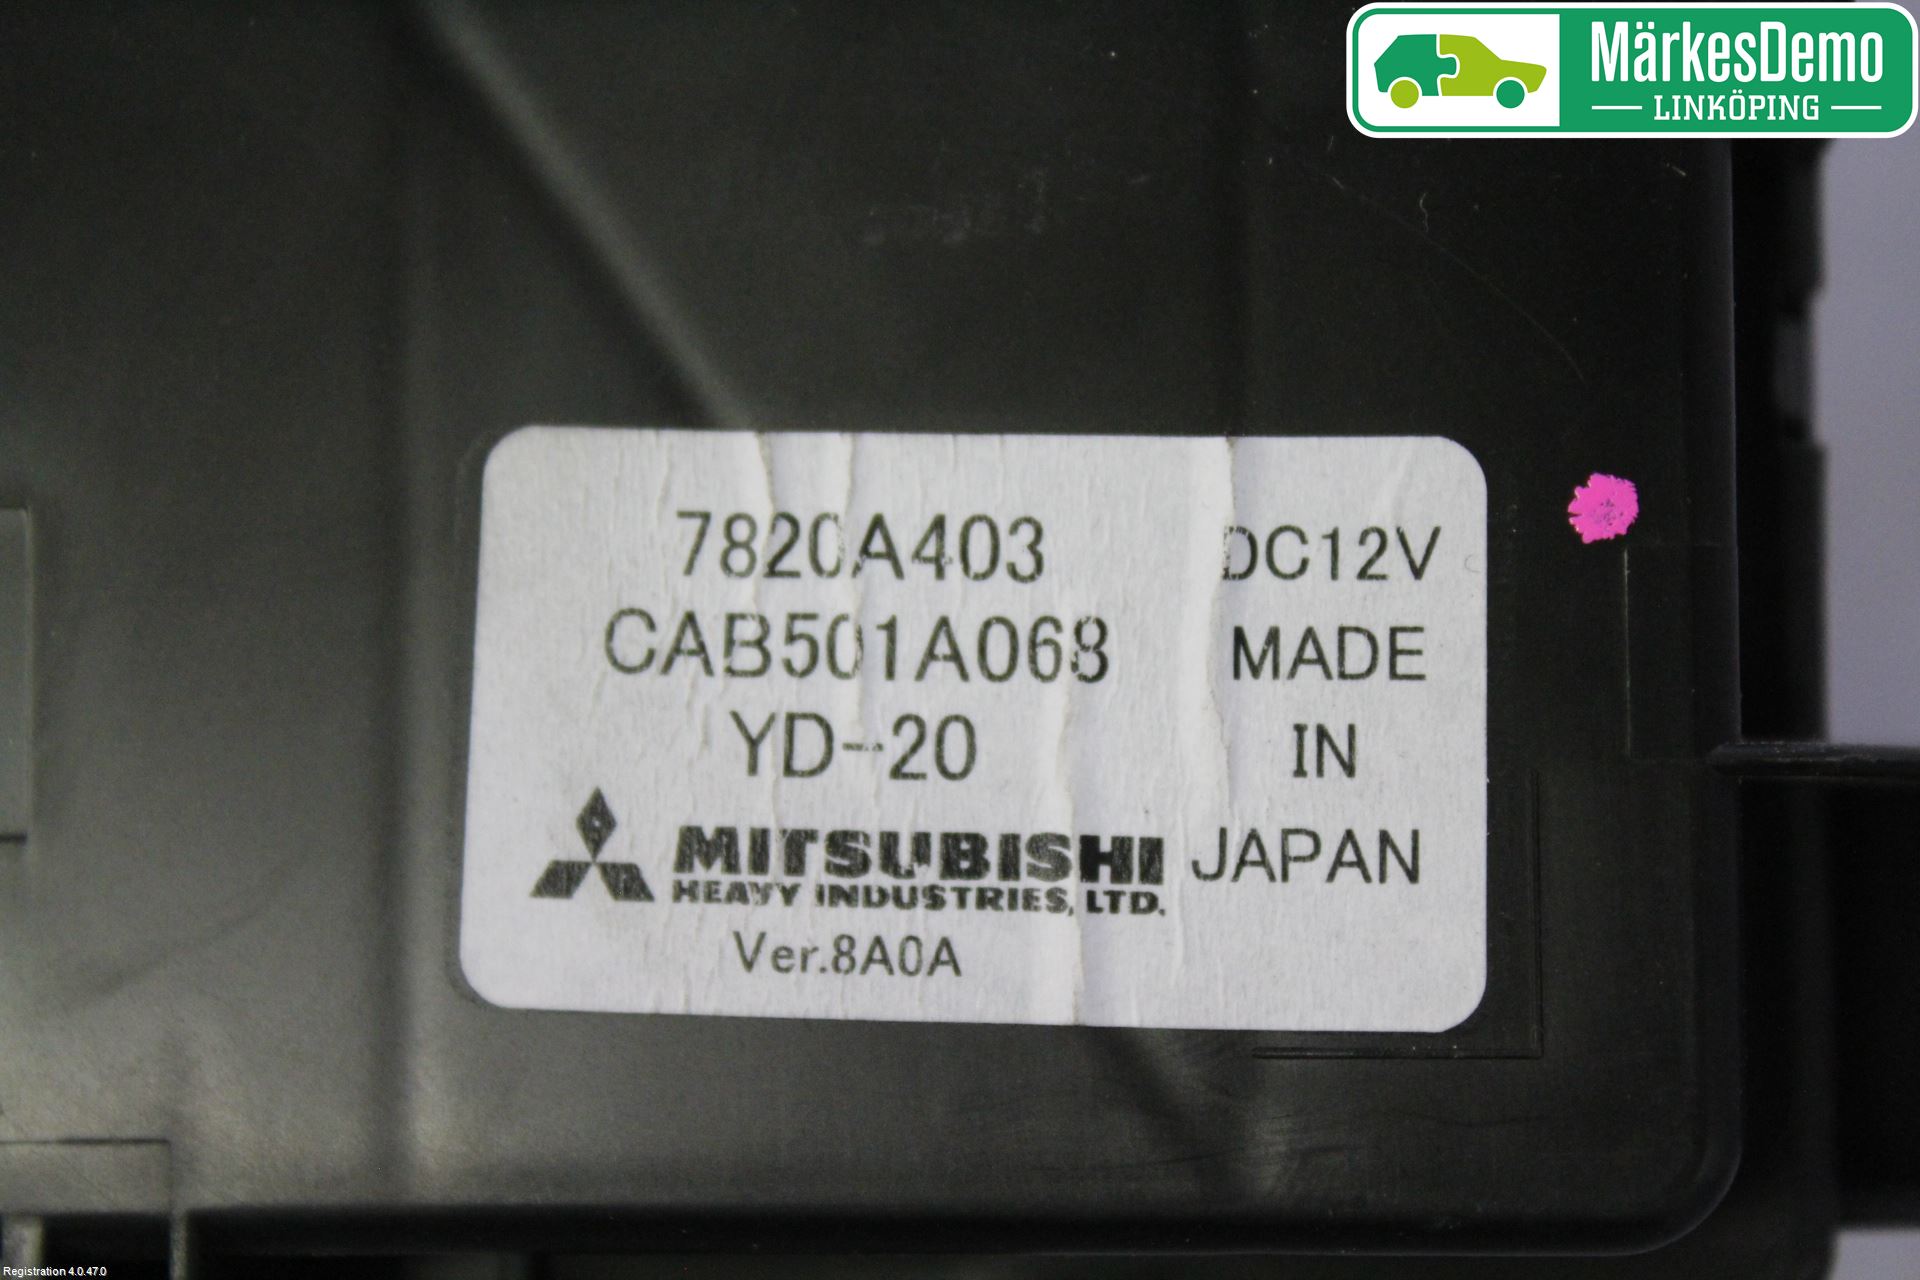 MärkesDemo
LINKÖPING
7820A403 DC12V
CAB501A068 MADE
YD-20 IN
MITSUBISHI JAPAN
HEAVY INDUSTRIES, LTD.
Ver.8A0A
Registration 4.0.47.0